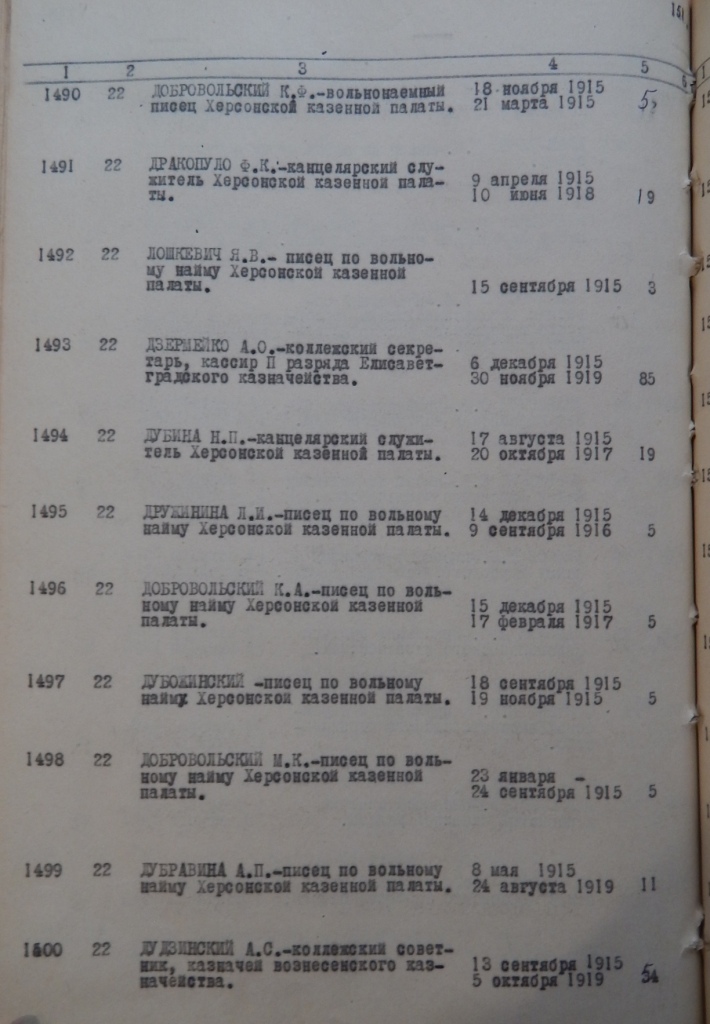 151
1 2 3 4 5 6
1490 22 ДОБРОВОЛЬСКИЙ К.Ф.-вольнонаемный 18 ноября 1915
писец Херсонской казенной палаты. 21 марта 1915 5
1491 22 ДРАКОПУЛО Ф.К.-канцелярский слу-
житель Херсонской казенной пала- 9 апреля 1915
ты. 10 июня 1918 19
1492 22 ЛОШКЕВИЧ Я.В.- писец по вольно-
му найму Херсонской казенной
палаты. 15 сентября 1915 3
1493 22 ДЗЕРМЕЙКО А.О.-коллежский секре-
тарь, кассир П разряда Елисавет- 6 декабря 1915
градского казначейства. 30 ноября 1919 85
1494 22 ДУБИНА Н.П.-канцелярский служи- 17 августа 1915
тель Херсонской казенной палаты. 20 октября 1917 19
1495 22 ДРУЖИНИНА Л.И.-писец по вольному 14 декабря 1915
найму Херсонской казенной палаты. 9 сентября 1916 5
1496 22 ДОБРОВОЛЬСКИЙ К.А.-писец по воль-
ному найму Херсонской казенной 15 декабря 1915
палаты. 17 февраля 1917 5
1497 22 ДУБОЖИНСКИЙ -писец по вольному 18 сентября 1915
найму Херсонской казенной палаты. 19 ноября 1915 5
1498 22 ДОБРОВОЛЬСКИЙ М.К.-писец по воль-
ному найму Херсонской казенной 23 января -
палаты. 24 сентября 1915 5
1499 22 ДУБРАВИНА А.П.-писец по вольному 8 мая 1915
найму Херсонской казенной палаты. 24 августа 1919 11
1500 22 ДУДЗИНСКИЙ А.С.-коллежский совет-
ник, казначей вознесенского каз- 13 сентября 1915
начейства. 5 октября 1919 54